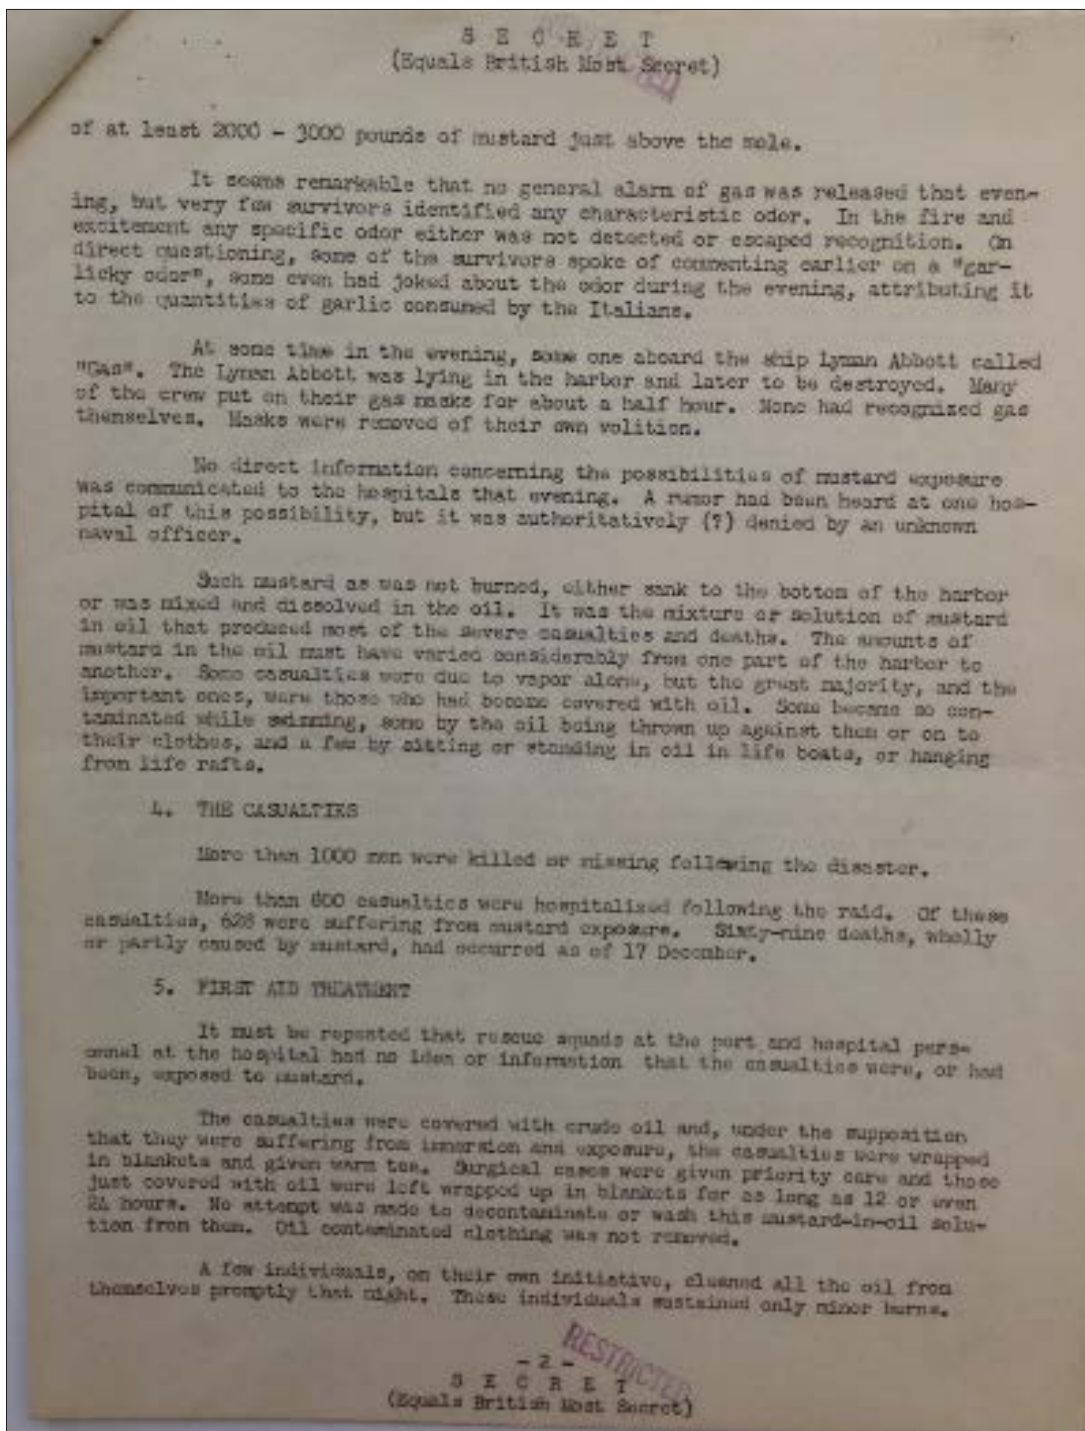 S E C R E T
(Equals British Most Secret)
of at least 2000 - 3000 pounds of mustard just above the mole.
It seems remarkable that no general alarm of gas was released that even-
ing, but very few survivors identified any characteristic odor. In the fire and
excitement any specific odor either was not detected or escaped recognition. On
direct questioning, some of the survivors spoke of commenting earlier on a "gar-
licky odor", some even had joked about the odor during the evening, attributing it
to the quantities of garlic consumed by the Italians.
At some time in the evening, some one aboard the ship Lyman Abbott called
"Gas". The Lyman Abbott was lying in the harbor and later to be destroyed. Many
of the crew put on their gas masks for about a half hour. None had recognized gas
themselves. Masks were removed of their own volition.
No direct information concerning the possibilities of mustard exposure
was communicated to the hospitals that evening. A rumor had been heard at one hos-
pital of this possibility, but it was authoritatively (?) denied by an unknown
naval officer.
Such mustard as was not burned, either sank to the bottom of the harbor
or was mixed and dissolved in the oil. It was the mixture or solution of mustard
in oil that produced most of the severe casualties and deaths. The amounts of
mustard in the oil must have varied considerably from one part of the harbor to
another. Some casualties were due to vapor alone, but the great majority, and the
important ones, were those who had become covered with oil. Some became so con-
taminated while swimming, some by the oil being thrown up against them or on to
their clothes, and a few by sitting or standing in oil in life boats, or hanging
from life rafts.
4. THE CASUALTIES
More than 1000 men were killed or missing following the disaster.
More than 800 casualties were hospitalized following the raid. Of these
casualties, 628 were suffering from mustard exposure. Sixty-nine deaths, wholly
or partly caused by mustard, had occurred as of 17 December.
5. FIRST AID TREATMENT
It must be repeated that rescue squads at the port and hospital pers-
onnel at the hospital had no idea or information that the casualties were, or had
been, exposed to mustard.
The casualties were covered with crude oil and, under the supposition
that they were suffering from immersion and exposure, the casualties were wrapped
in blankets and given warm tea. Surgical cases were given priority care and those
just covered with oil were left wrapped up in blankets for as long as 12 or even
24 hours. No attempt was made to decontaminate or wash this mustard-in-oil solu-
tion from them. Oil contaminated clothing was not removed.
A few individuals, on their own initiative, cleaned all the oil from
themselves promptly that night. These individuals sustained only minor burns.
RESTRICTED
- 2 -
S E C R E T
(Equals British Most Secret)